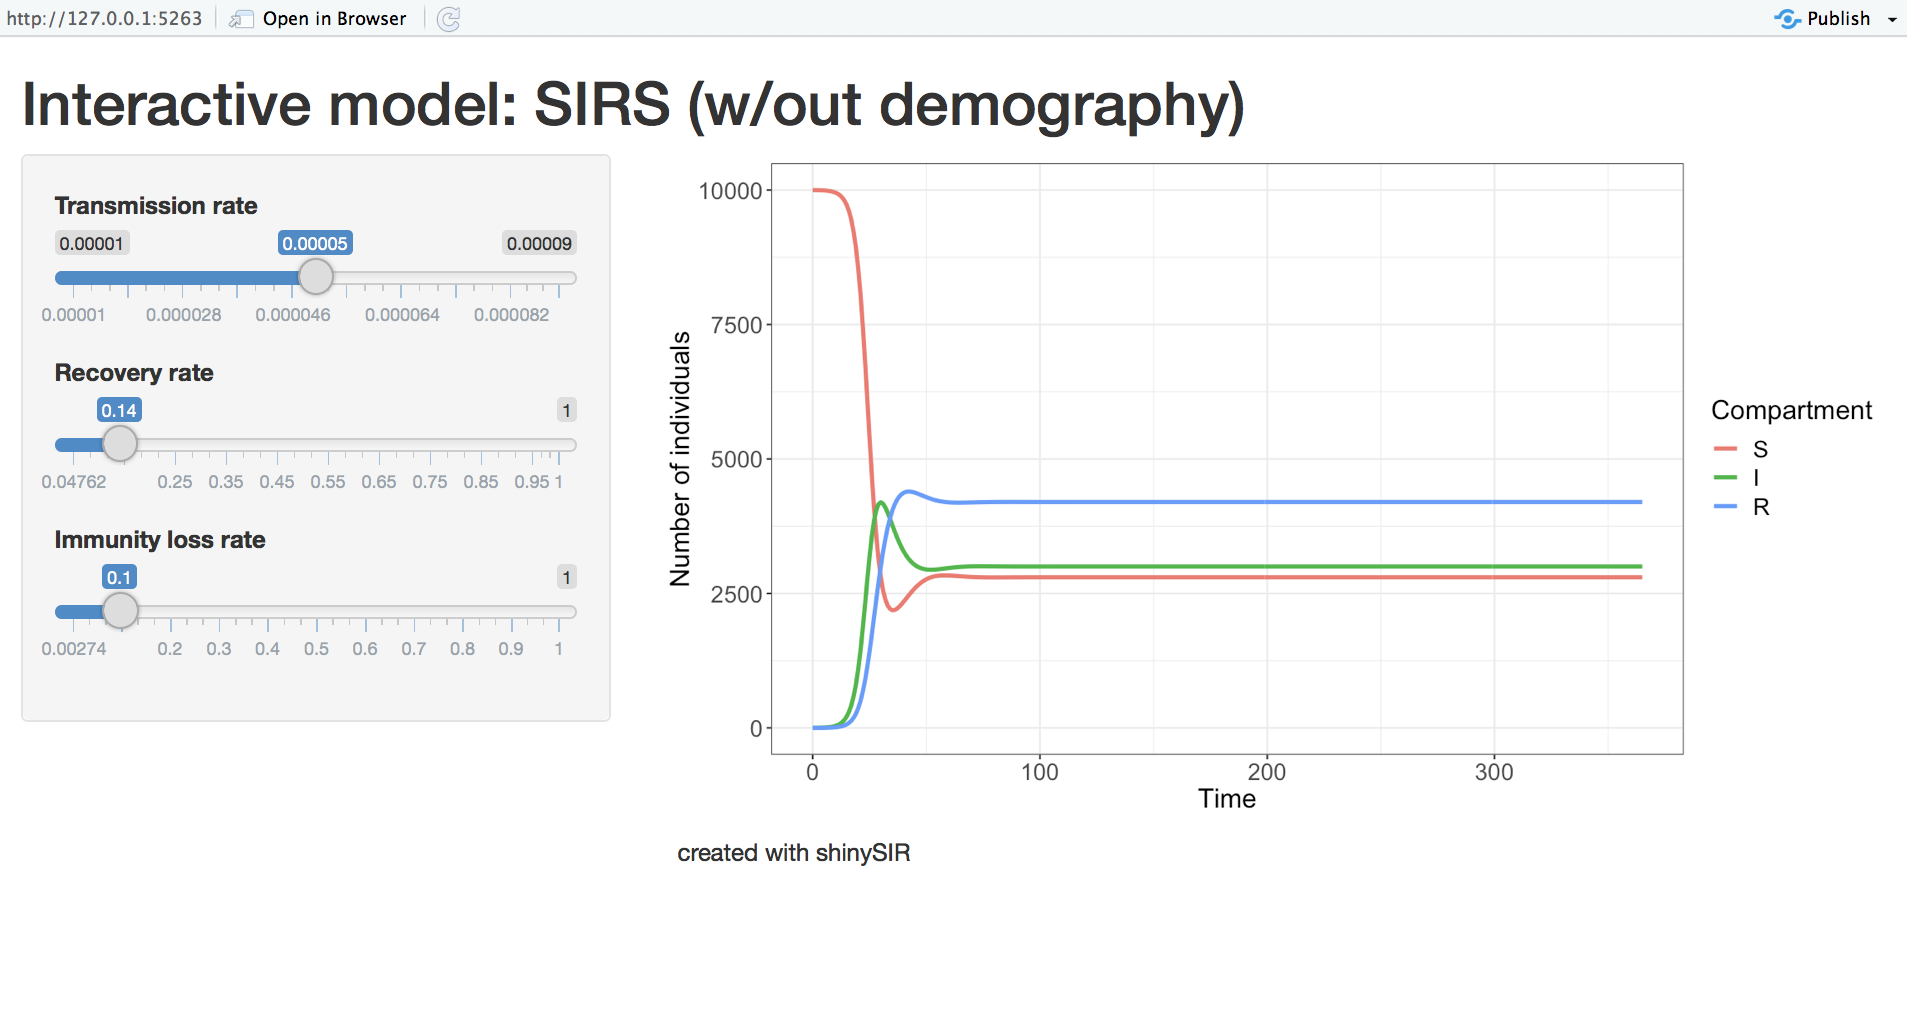 http://127.0.0.1:5263 Open in Browser Publish
Interactive model: SIRS (w/out demography)
Transmission rate
0.00001 0.00005 0.00009
0.00001 0.000028 0.000046 0.000064 0.000082
Recovery rate
0.14 1
0.04762 0.25 0.35 0.45 0.55 0.65 0.75 0.85 0.95 1
Immunity loss rate
0.1 1
0.00274 0.2 0.3 0.4 0.5 0.6 0.7 0.8 0.9 1
Number of individuals
10000
7500
5000
2500
0
0 100 200 300
Time
Compartment
S
I
R
created with shinySIR